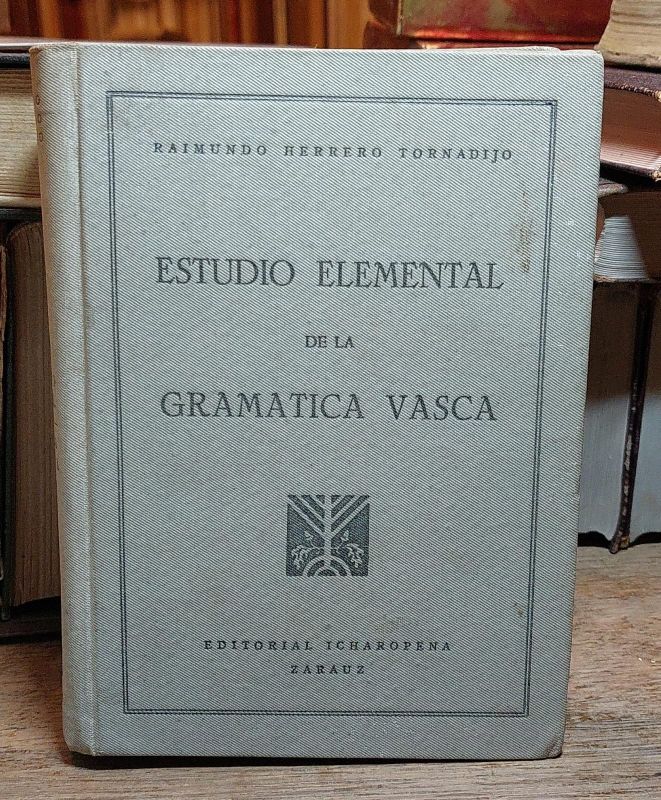 RAIMUNDO HERRERO TORNADIJO
ESTUDIO ELEMENTAL
DE LA
GRAMATICA VASCA
EDITORIAL ICHAROPENA
ZARAUZ